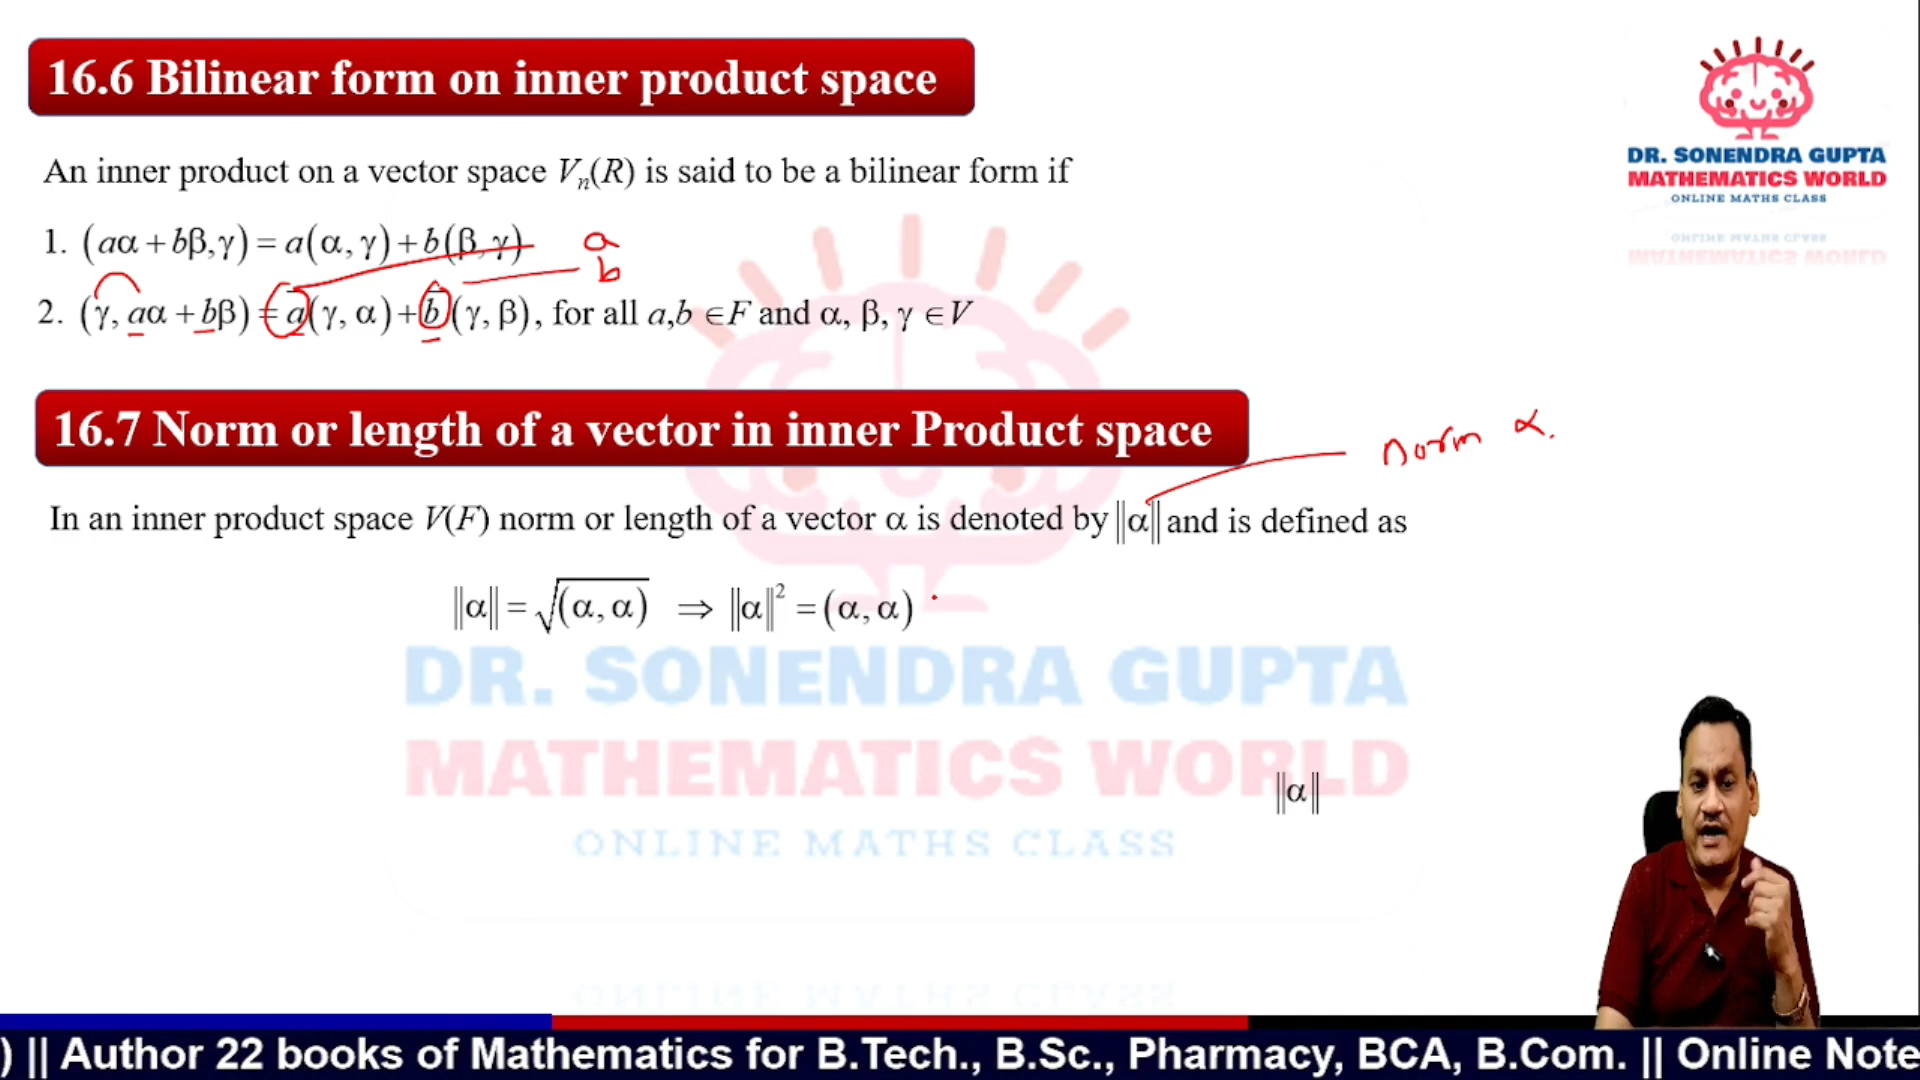 16.6 Bilinear form on inner product space
DR. SONENDRA GUPTA
MATHEMATICS WORLD
ONLINE MATHS CLASS
An inner product on a vector space Vₙ(R) is said to be a bilinear form if
1. (aα + bβ,γ) = a(α, γ) + b(β, γ)
a
b
2. (γ, aα + bβ) = a̅(γ, α) + b̅(γ, β), for all a,b ∈F and α, β, γ ∈V
16.7 Norm or length of a vector in inner Product space
norm α.
In an inner product space V(F) norm or length of a vector α is denoted by ||α|| and is defined as
||α|| = √(α, α) ⇒ ||α||² = (α, α)
DR. SONENDRA GUPTA
MATHEMATICS WORLD
||α||
ONLINE MATHS CLASS
) || Author 22 books of Mathematics for B.Tech., B.Sc., Pharmacy, BCA, B.Com. || Online Note